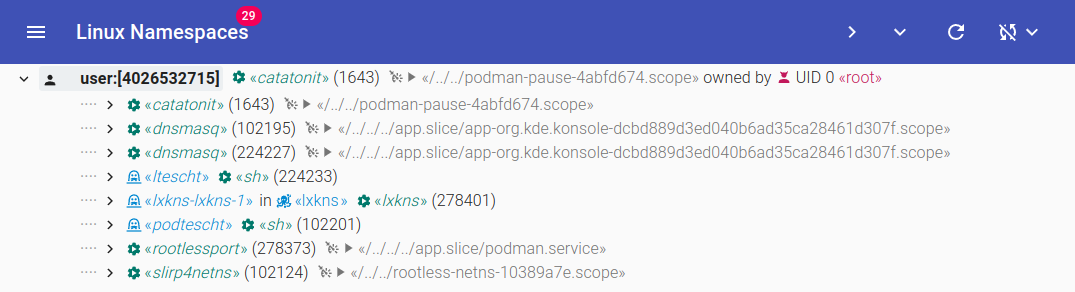 29
Linux Namespaces
user:[4026532715] «catatonit» (1643) «/../../podman-pause-4abfd674.scope» owned by UID 0 «root»
«catatonit» (1643) «/../../podman-pause-4abfd674.scope»
«dnsmasq» (102195) «/../../../app.slice/app-org.kde.konsole-dcbd889d3ed040b6ad35ca28461d307f.scope»
«dnsmasq» (224227) «/../../../app.slice/app-org.kde.konsole-dcbd889d3ed040b6ad35ca28461d307f.scope»
«ltescht» «sh» (224233)
«lxkns-lxkns-1» in «lxkns» «lxkns» (278401)
«podtescht» «sh» (102201)
«rootlessport» (278373) «/../../../app.slice/podman.service»
«slirp4netns» (102124) «/../../rootless-netns-10389a7e.scope»